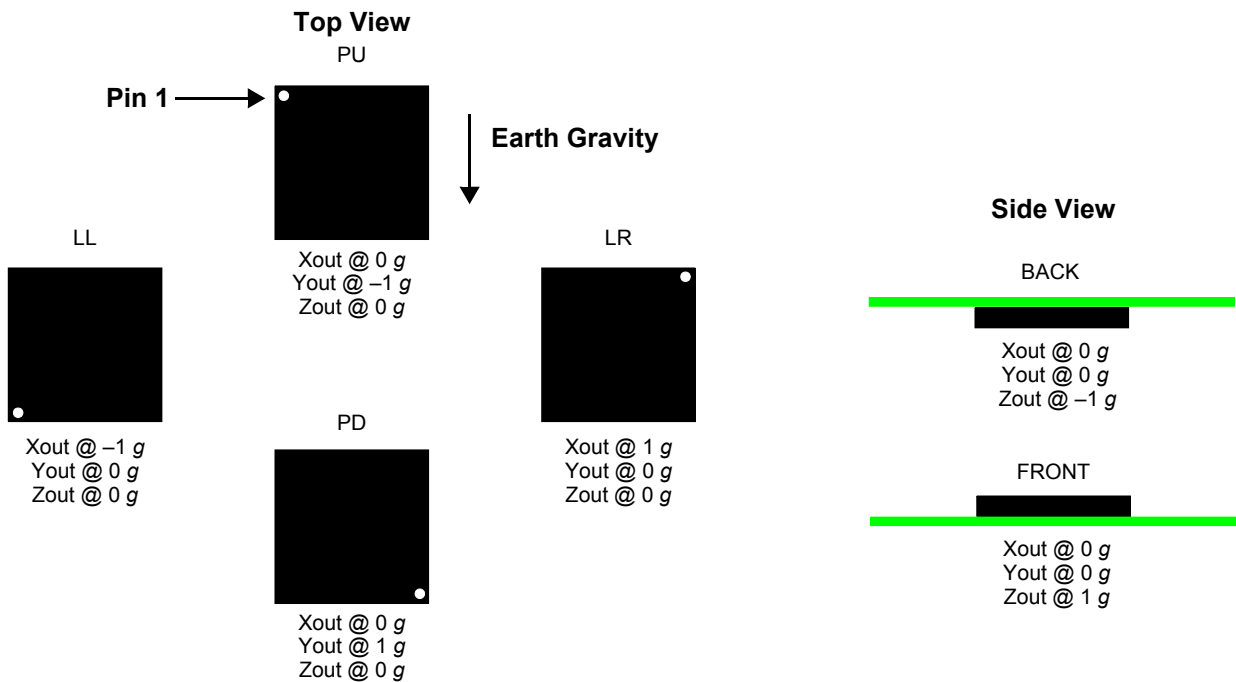 Top View
PU
Pin 1
Earth Gravity
Xout @ 0 g
Yout @ –1 g
Zout @ 0 g
LL
Xout @ –1 g
Yout @ 0 g
Zout @ 0 g
LR
Xout @ 1 g
Yout @ 0 g
Zout @ 0 g
PD
Xout @ 0 g
Yout @ 1 g
Zout @ 0 g
Side View
BACK
Xout @ 0 g
Yout @ 0 g
Zout @ –1 g
FRONT
Xout @ 0 g
Yout @ 0 g
Zout @ 1 g